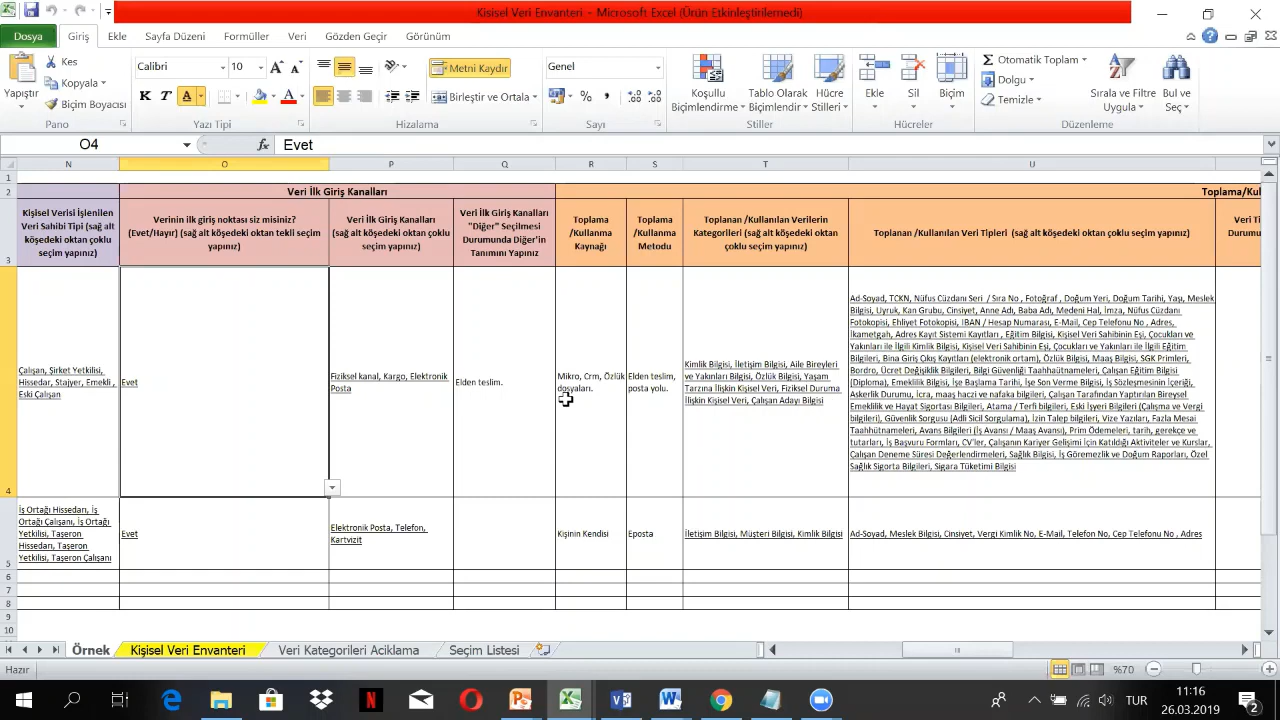 Kisisel Veri Envanteri - Microsoft Excel (Ürün Etkinleştirilemedi)
Dosya Giriş Ekle Sayfa Düzeni Formüller Veri Gözden Geçir Görünüm
Yapıştır
Kes
Kopyala
Biçim Boyacısı
Pano
Calibri 10
K T A
Yazı Tipi
Metni Kaydır
Birleştir ve Ortala
Hizalama
Genel
Sayı
Koşullu
Biçimlendirme
Tablo Olarak
Biçimlendir
Hücre
Stilleri
Stiller
Ekle
Sil
Biçim
Hücreler
Σ Otomatik Toplam
Dolgu
Temizle
Sırala ve Filtre
Uygula
Bul ve
Seç
Düzenleme
O4 fx Evet
N O P Q R S T U
1
2
Veri İlk Giriş Kanalları
Toplama/Kul
3
Kişisel Verisi İşlenilen
Veri Sahibi Tipi (sağ alt
köşedeki oktan çoklu
seçim yapınız)
Verinin ilk giriş noktası siz misiniz?
(Evet/Hayır) (sağ alt köşedeki oktan tekli seçim
yapınız)
Veri İlk Giriş Kanalları
(sağ alt köşedeki oktan çoklu
seçim yapınız)
Veri İlk Giriş Kanalları
"Diğer" Seçilmesi
Durumunda Diğer'in
Tanımını Yapınız
Toplama
/Kullanma
Kaynağı
Toplama
/Kullanma
Metodu
Toplanan /Kullanılan Verilerin
Kategorileri (sağ alt köşedeki oktan
çoklu seçim yapınız)
Toplanan /Kullanılan Veri Tipleri (sağ alt köşedeki oktan çoklu seçim yapınız)
Veri Ti
Durumu
4
Çalışan, Şirket Yetkilisi,
Hissedar, Stajyer, Emekli ,
Eski Çalışan
Evet
Fiziksel kanal, Kargo, Elektronik
Posta
Elden teslim.
Mikro, Crm, Özlük
dosyaları.
Elden teslim,
posta yolu.
Kimlik Bilgisi, İletişim Bilgisi, Aile Bireyleri
ve Yakınları Bilgisi, Özlük Bilgisi, Yaşam
Tarzına İlişkin Kişisel Veri, Fiziksel Duruma
İlişkin Kişisel Veri, Çalışan Adayı Bilgisi
Ad-Soyad, TCKN, Nüfus Cüzdanı Seri / Sıra No , Fotoğraf , Doğum Yeri, Doğum Tarihi, Yaşı, Meslek
Bilgisi, Uyruk, Kan Grubu, Cinsiyet, Anne Adı, Baba Adı, Medeni Hal, İmza, Nüfus Cüzdanı
Fotokopisi, Ehliyet Fotokopisi, IBAN / Hesap Numarası, E-Mail, Cep Telefonu No , Adres,
İkametgah, Adres Kayıt Sistemi Kayıtları , Eğitim Bilgisi, Kişisel Veri Sahibinin Eşi, Çocukları ve
Yakınları ile İlgili Kimlik Bilgisi, Kişisel Veri Sahibinin Eşi, Çocukları ve Yakınları ile İlgili Eğitim
Bilgileri, Bina Giriş Çıkış Kayıtları (elektronik ortam), Özlük Bilgisi, Maaş Bilgisi, SGK Primleri,
Bordro, Ücret Değişiklik Bilgileri, Bilgi Güvenliği Taahhaütnameleri, Çalışan Eğitim Bilgisi
(Diploma), Emeklilik Bilgisi, İşe Başlama Tarihi, İşe Son Verme Bilgisi, İş Sözleşmesinin İçeriği,
Askerlik Durumu, İcra, maaş haczi ve nafaka bilgileri, Çalışan Tarafından Yaptırılan Bireysel
Emeklilik ve Hayat Sigortası Bilgileri, Atama / Terfi bilgileri, Eski İşyeri Bilgileri (Çalışma ve Vergi
bilgileri), Güvenlik Sorgusu (Adli Sicil Sorgulama), İzin Talep bilgileri, Vize Yazıları, Fazla Mesai
Taahhütnameleri, Avans Bilgileri (İş Avansı / Maaş Avansı), Prim Ödemeleri, tarih, gerekçe ve
tutarları, İş Başvuru Formları, CV'ler, Çalışanın Kariyer Gelişimi İçin Katıldığı Aktiviteler ve Kurslar,
Çalışan Deneme Süresi Değerlendirmeleri, Sağlık Bilgisi, İş Göremezlik ve Doğum Raporları, Özel
Sağlık Sigorta Bilgileri, Sigara Tüketimi Bilgisi
5
İş Ortağı Hissedarı, İş
Ortağı Çalışanı, İş Ortağı
Yetkilisi, Taşeron
Hissedarı, Taşeron
Yetkilisi, Taşeron Çalışanı
Evet
Elektronik Posta, Telefon,
Kartvizit
Kişinin Kendisi
Eposta
İletişim Bilgisi, Müşteri Bilgisi, Kimlik Bilgisi
Ad-Soyad, Meslek Bilgisi, Cinsiyet, Vergi Kimlik No, E-Mail, Telefon No, Cep Telefonu No , Adres
6
7
8
9
10
Örnek Kişisel Veri Envanteri Veri Kategorileri Açıklama Seçim Listesi
Hazır %70
TUR
11:16
26.03.2019
2